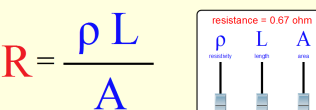 R = ρ L / A
resistance = 0.67 ohm
ρ L A
resistivity length area